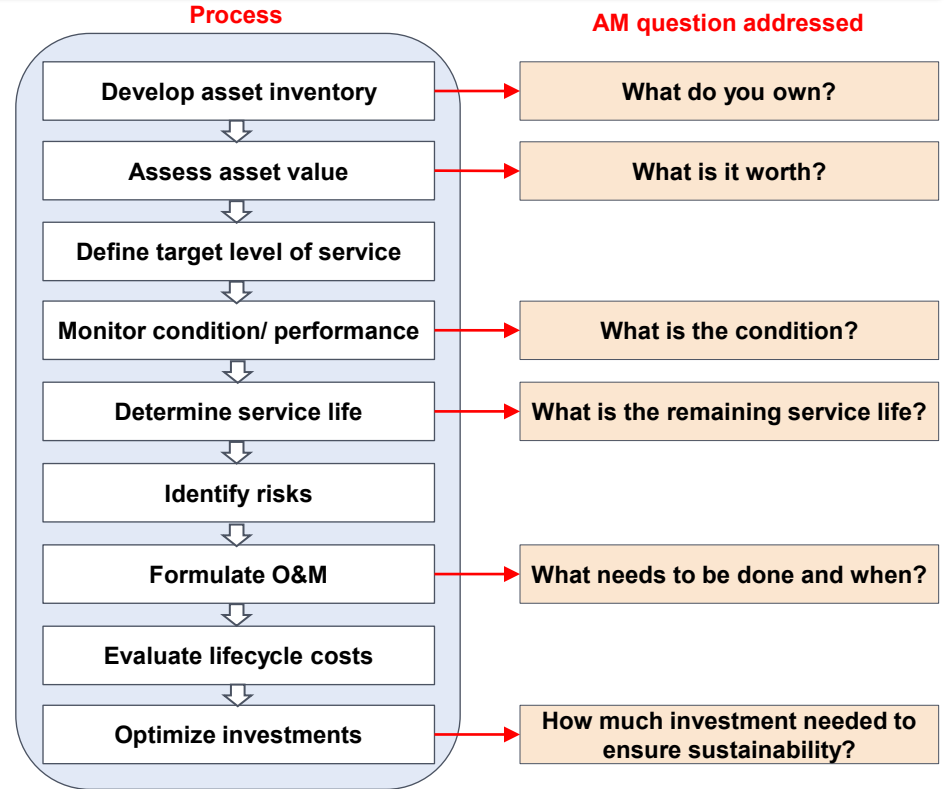 Process
AM question addressed
Develop asset inventory
What do you own?
Assess asset value
What is it worth?
Define target level of service
Monitor condition/ performance
What is the condition?
Determine service life
What is the remaining service life?
Identify risks
Formulate O&M
What needs to be done and when?
Evaluate lifecycle costs
Optimize investments
How much investment needed to
ensure sustainability?